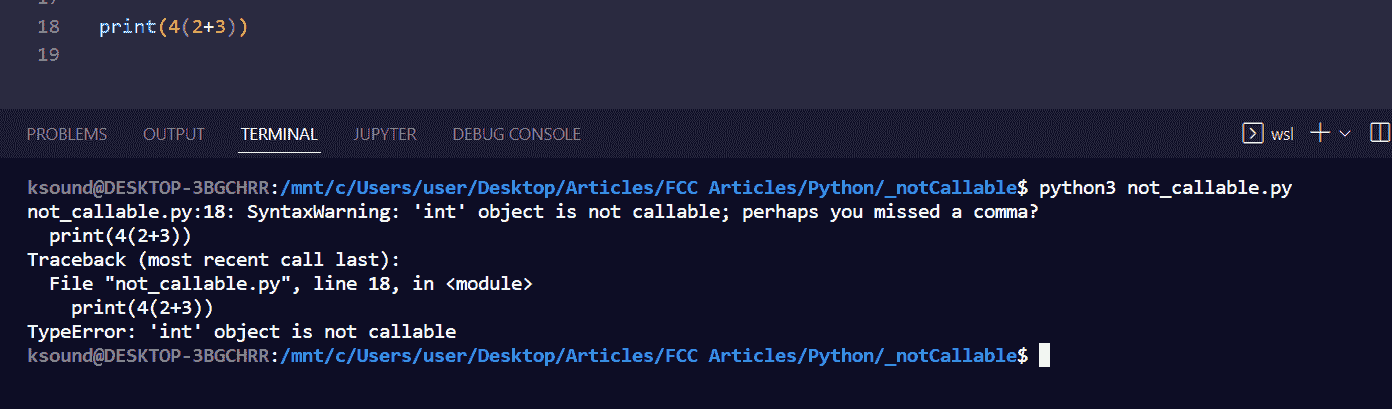 17
18 print(4(2+3))
19
PROBLEMS OUTPUT TERMINAL JUPYTER DEBUG CONSOLE wsl
ksound@DESKTOP-3BGCHRR:/mnt/c/Users/user/Desktop/Articles/FCC Articles/Python/_notCallable$ python3 not_callable.py
not_callable.py:18: SyntaxWarning: 'int' object is not callable; perhaps you missed a comma?
  print(4(2+3))
Traceback (most recent call last):
  File "not_callable.py", line 18, in <module>
    print(4(2+3))
TypeError: 'int' object is not callable
ksound@DESKTOP-3BGCHRR:/mnt/c/Users/user/Desktop/Articles/FCC Articles/Python/_notCallable$